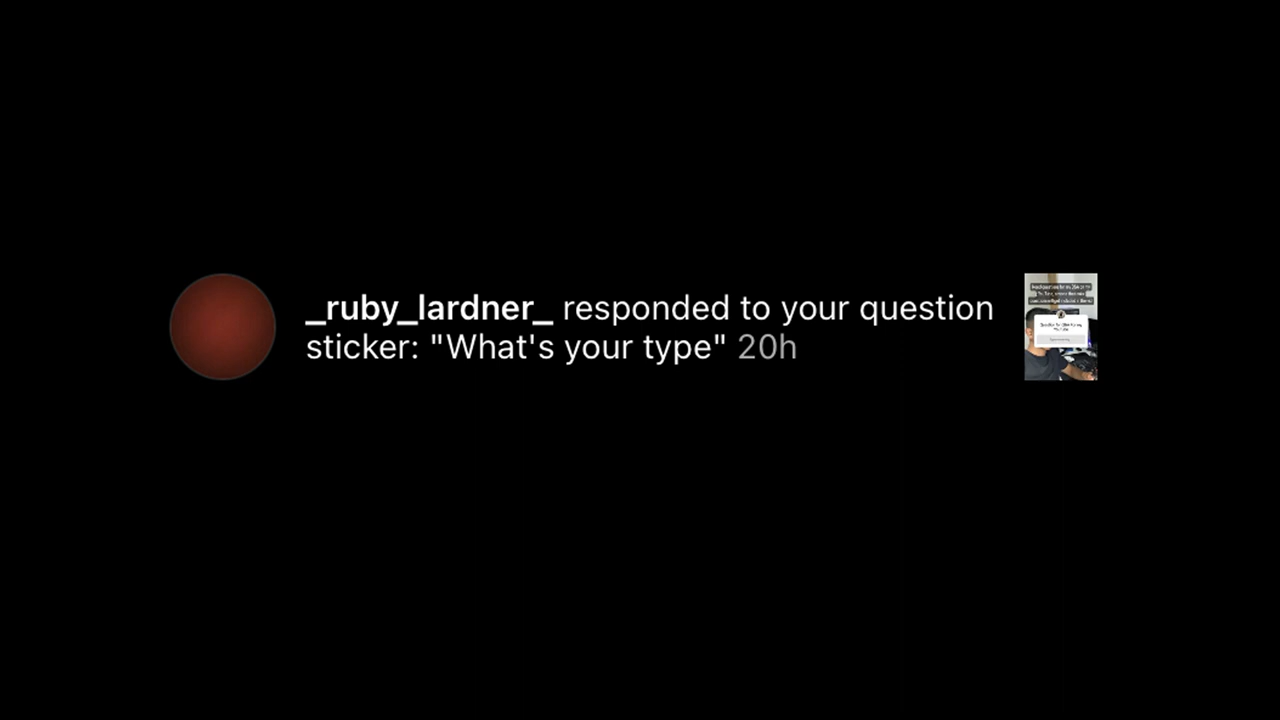 _ruby_lardner_ responded to your question
sticker: "What's your type" 20h